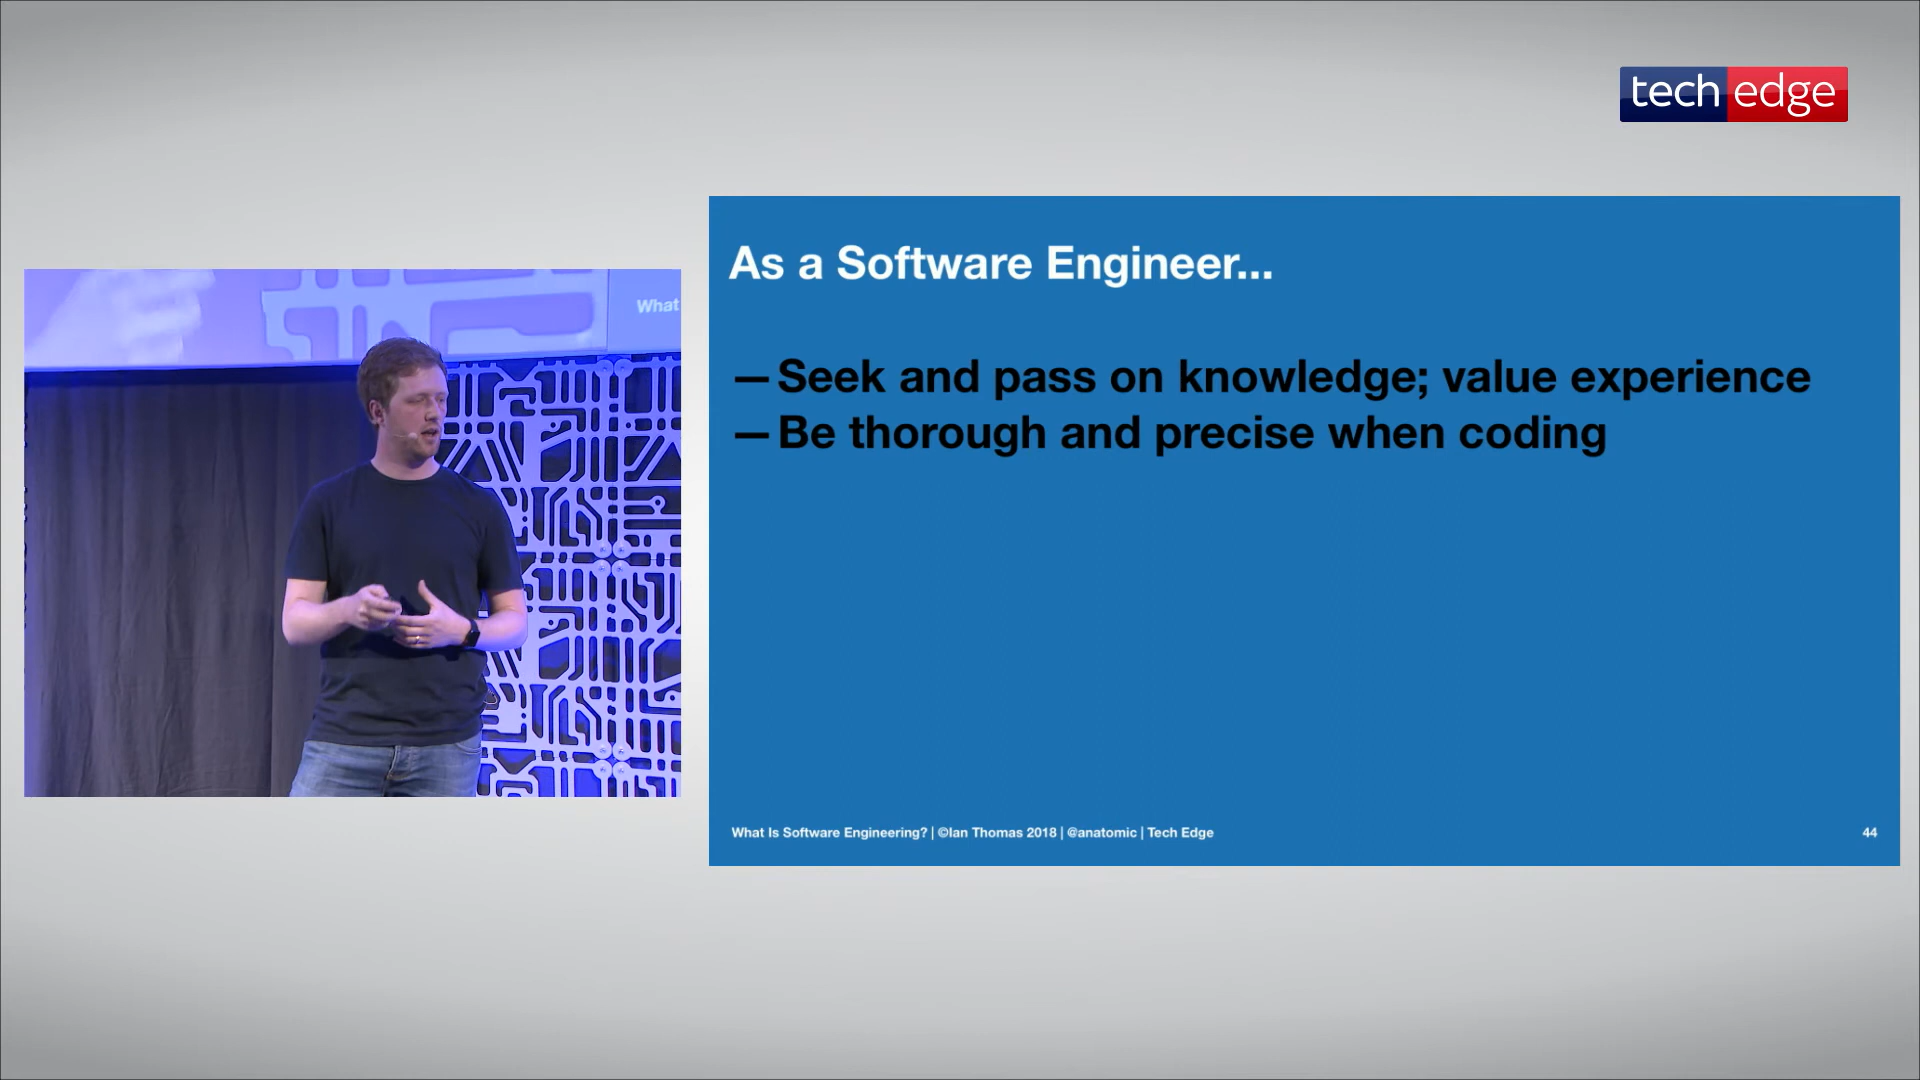 tech edge
What
As a Software Engineer...
—Seek and pass on knowledge; value experience
—Be thorough and precise when coding
What Is Software Engineering? | ©Ian Thomas 2018 | @anatomic | Tech Edge
44